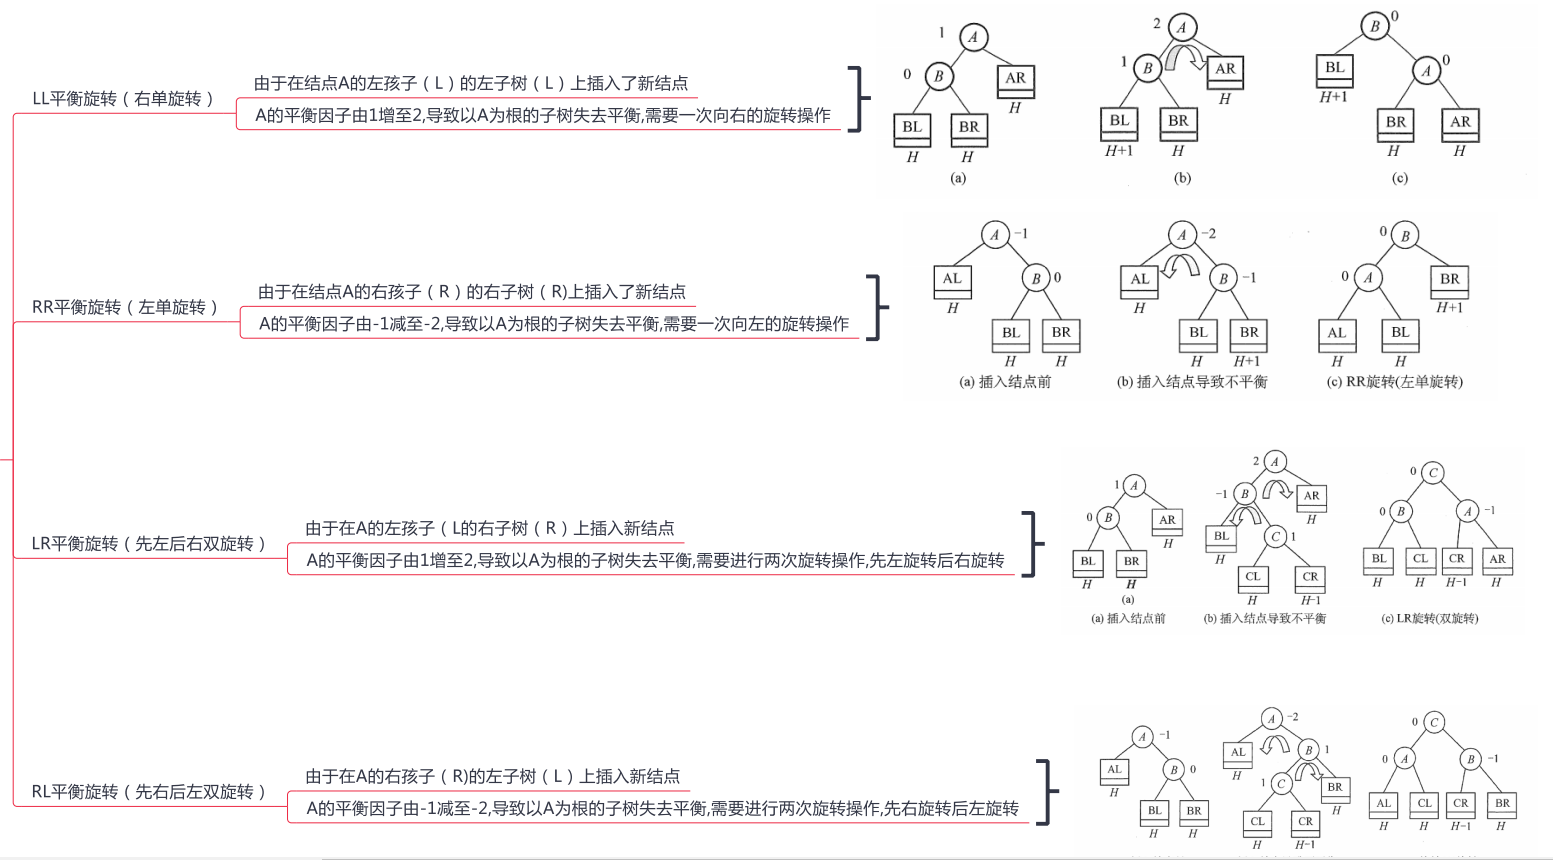 LL平衡旋转（右单旋转）
由于在结点A的左孩子（L）的左子树（L）上插入了新结点
A的平衡因子由1增至2,导致以A为根的子树失去平衡,需要一次向右的旋转操作
1 A
0 B AR
H
BL BR
H H
(a)
2 A
1 B AR
H
BL BR
H+1 H
(b)
B 0
BL A 0
H+1
BR AR
H H
(c)
RR平衡旋转（左单旋转）
由于在结点A的右孩子（R）的右子树（R)上插入了新结点
A的平衡因子由-1减至-2,导致以A为根的子树失去平衡,需要一次向左的旋转操作
A −1
AL B 0
H
BL BR
H H
(a) 插入结点前
A −2
AL B −1
H
BL BR
H H+1
(b) 插入结点导致不平衡
0 B
0 A BR
H+1
AL BL
H H
(c) RR旋转(左单旋转)
LR平衡旋转（先左后右双旋转）
由于在A的左孩子（L的右子树（R）上插入新结点
A的平衡因子由1增至2,导致以A为根的子树失去平衡,需要进行两次旋转操作,先左旋转后右旋转
1 A
0 B AR
H
BL BR
H H
(a)
(a) 插入结点前
2 A
−1 B AR
H
BL C 1
H
CL CR
H H−1
(b) 插入结点导致不平衡
0 C
0 B A −1
BL CL CR AR
H H H−1 H
(c) LR旋转(双旋转)
RL平衡旋转（先右后左双旋转）
由于在A的右孩子（R)的左子树（L）上插入新结点
A的平衡因子由-1减至-2,导致以A为根的子树失去平衡,需要进行两次旋转操作,先右旋转后左旋转
A −1
AL B 0
H
BL BR
H H
A −2
AL B 1
H
1 C BR
H
CL CR
H H−1
0 C
0 A B −1
AL CL CR BR
H H H−1 H